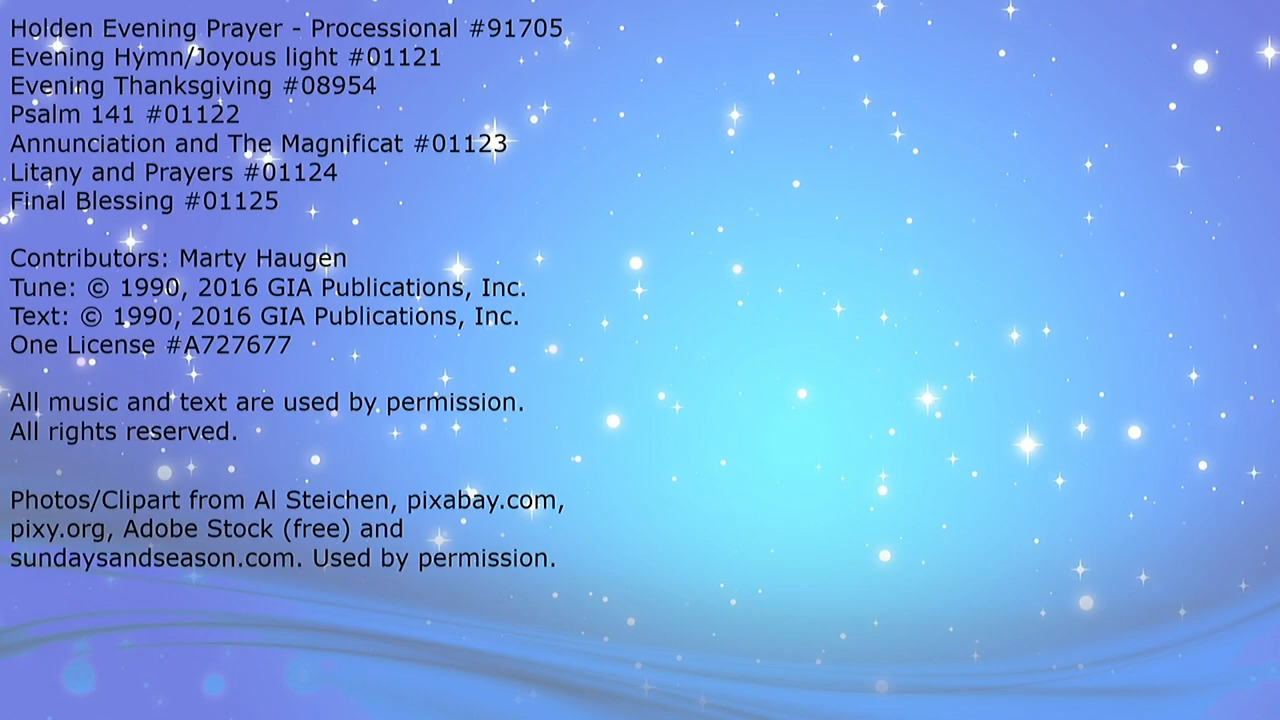 Holden Evening Prayer - Processional #91705
Evening Hymn/Joyous light #01121
Evening Thanksgiving #08954
Psalm 141 #01122
Annunciation and The Magnificat #01123
Litany and Prayers #01124
Final Blessing #01125
Contributors: Marty Haugen
Tune: © 1990, 2016 GIA Publications, Inc.
Text: © 1990, 2016 GIA Publications, Inc.
One License #A727677
All music and text are used by permission.
All rights reserved.
Photos/Clipart from Al Steichen, pixabay.com,
pixy.org, Adobe Stock (free) and
sundaysandseason.com. Used by permission.